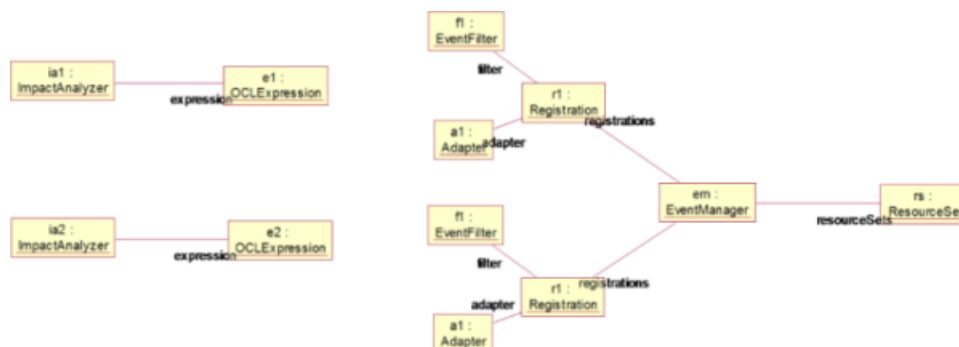 f1 :
EventFilter
filter
ia1 :
ImpactAnalyzer
expression
e1 :
OCLExpression
r1 :
Registration
registrations
a1 :
Adapter
adapter
em :
EventManager
resourceSets
rs :
ResourceSet
ia2 :
ImpactAnalyzer
expression
e2 :
OCLExpression
f1 :
EventFilter
filter
r1 :
Registration
registrations
adapter
a1 :
Adapter